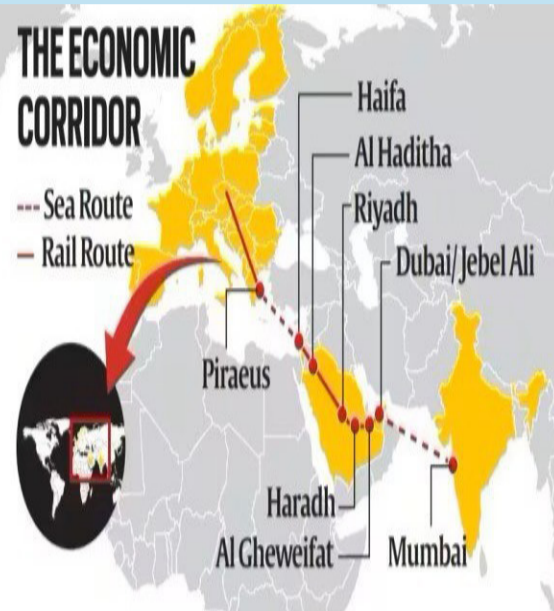 THE ECONOMIC
CORRIDOR
Sea Route
Rail Route
Haifa
Al Haditha
Riyadh
Dubai/Jebel Ali
Piraeus
Haradh
Al Gheweifat
Mumbai